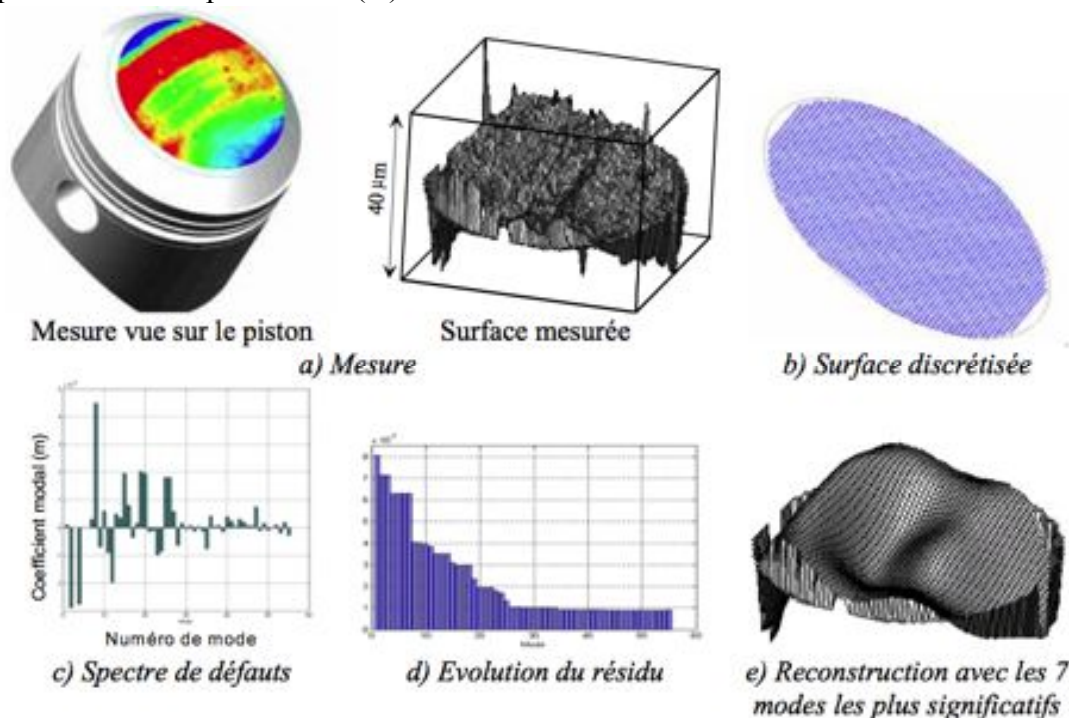 40 µm
Mesure vue sur le piston
Surface mesurée
a) Mesure
b) Surface discrétisée
Coefficient modal (m)
Numéro de mode
c) Spectre de défauts
d) Evolution du résidu
e) Reconstruction avec les 7
modes les plus significatifs